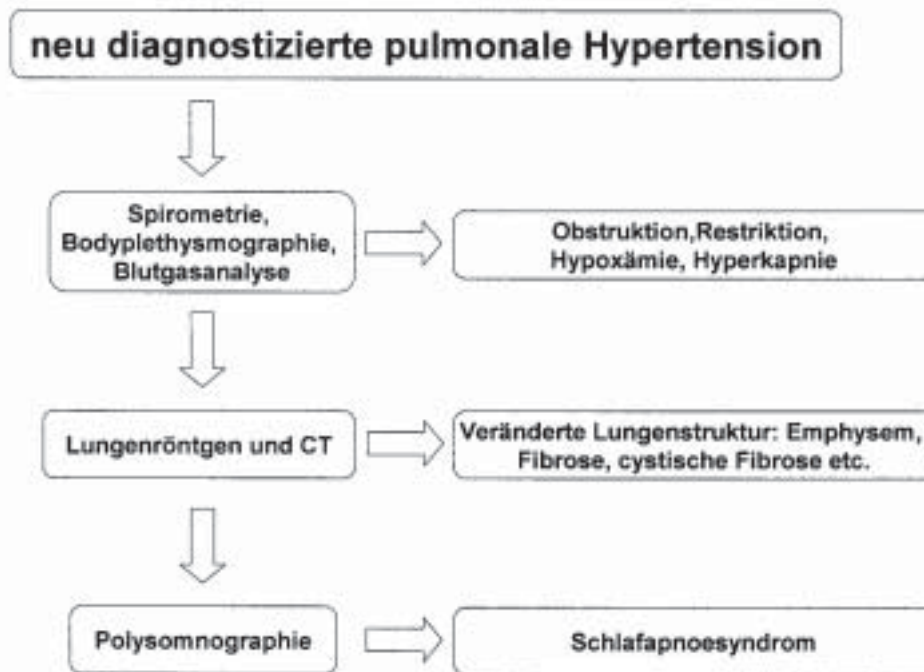 neu diagnostizierte pulmonale Hypertension
Spirometrie,
Bodyplethysmographie,
Blutgasanalyse
Obstruktion,Restriktion,
Hypoxämie, Hyperkapnie
Lungenröntgen und CT
Veränderte Lungenstruktur: Emphysem,
Fibrose, cystische Fibrose etc.
Polysomnographie
Schlafapnoesyndrom